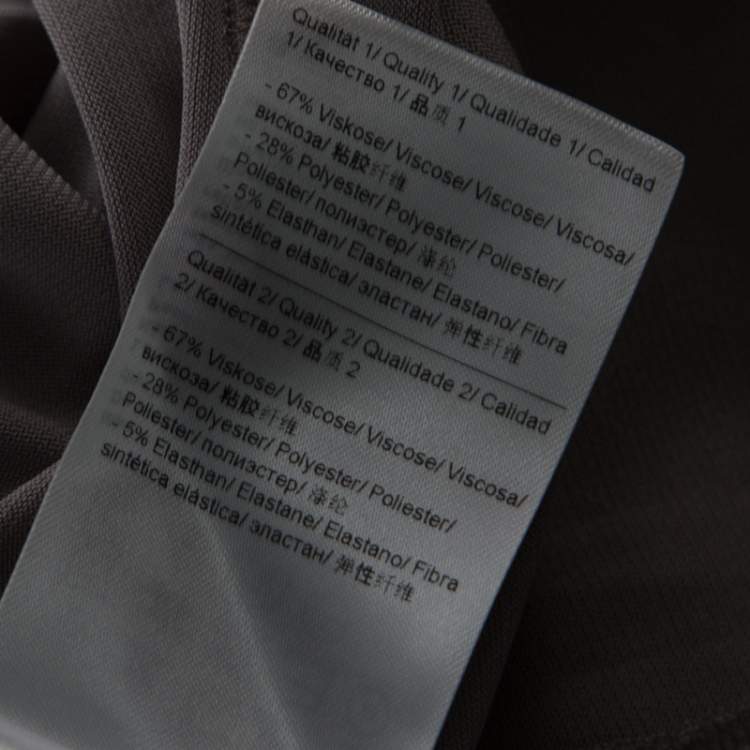 Qualität 1/ Quality 1/ Qualidade 1/ Calidad
1/ Качество 1/ 品质 1
- 67% Viskose/ Viscose/ Viscose/ Viscosa/
вискоза/ 粘胶纤维
- 28% Polyester/ Polyester/ Poliester/
Poliester/ полиэстер/ 涤纶
- 5% Elasthan/ Elastane/ Elastano/ Fibra
sintética elástica/ эластан/ 弹性纤维
Qualität 2/ Quality 2/ Qualidade 2/ Calidad
2/ Качество 2/ 品质 2
- 67% Viskose/ Viscose/ Viscose/ Viscosa/
вискоза/ 粘胶纤维
- 28% Polyester/ Polyester/ Poliester/
Poliester/ полиэстер/ 涤纶
- 5% Elasthan/ Elastane/ Elastano/ Fibra
sintética elástica/ эластан/ 弹性纤维